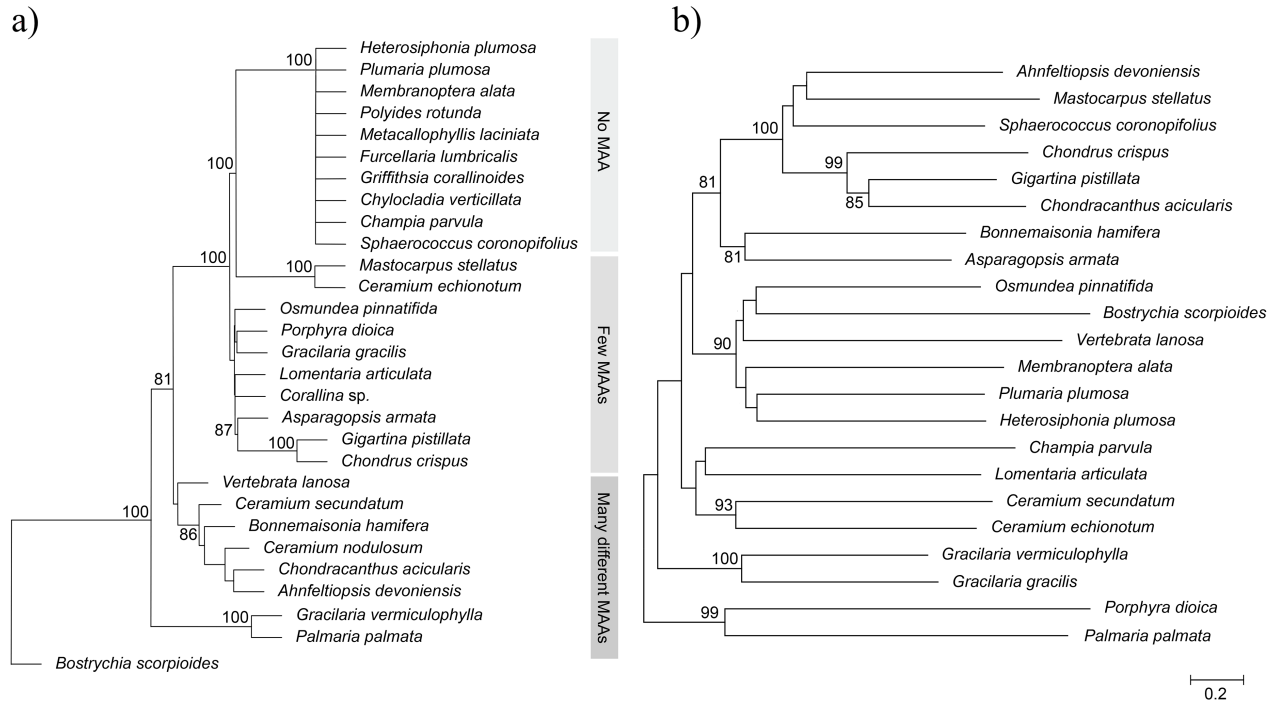 a)
100
Heterosiphonia plumosa
Plumaria plumosa
Membranoptera alata
Polyides rotunda
Metacallophyllis laciniata
Furcellaria lumbricalis
Griffithsia corallinoides
Chylocladia verticillata
Champia parvula
Sphaerococcus coronopifolius
100
100
100
Mastocarpus stellatus
Ceramium echionotum
Osmundea pinnatifida
Porphyra dioica
Gracilaria gracilis
Lomentaria articulata
Corallina sp.
81
87
Asparagopsis armata
100
Gigartina pistillata
Chondrus crispus
Vertebrata lanosa
Ceramium secundatum
100
86
Bonnemaisonia hamifera
Ceramium nodulosum
Chondracanthus acicularis
Ahnfeltiopsis devoniensis
100
Gracilaria vermiculophylla
Palmaria palmata
Bostrychia scorpioides
No MAA
Few MAAs
Many different MAAs
b)
Ahnfeltiopsis devoniensis
Mastocarpus stellatus
100
Sphaerococcus coronopifolius
99
Chondrus crispus
81
Gigartina pistillata
85
Chondracanthus acicularis
Bonnemaisonia hamifera
81
Asparagopsis armata
Osmundea pinnatifida
Bostrychia scorpioides
90
Vertebrata lanosa
Membranoptera alata
Plumaria plumosa
Heterosiphonia plumosa
Champia parvula
Lomentaria articulata
93
Ceramium secundatum
Ceramium echionotum
100
Gracilaria vermiculophylla
Gracilaria gracilis
99
Porphyra dioica
Palmaria palmata
0.2